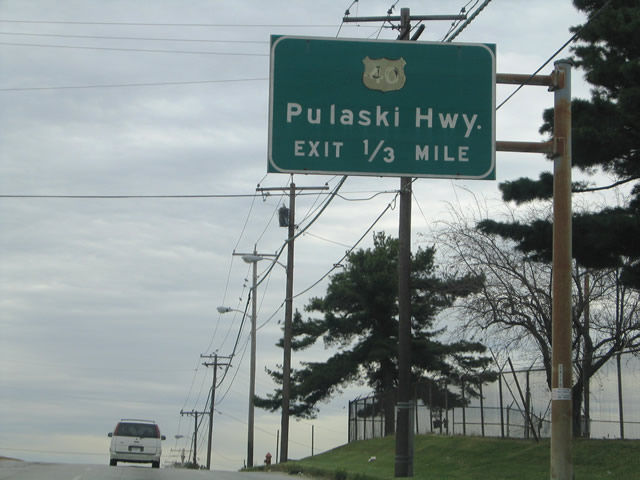 40
Pulaski Hwy.
EXIT 1/3 MILE